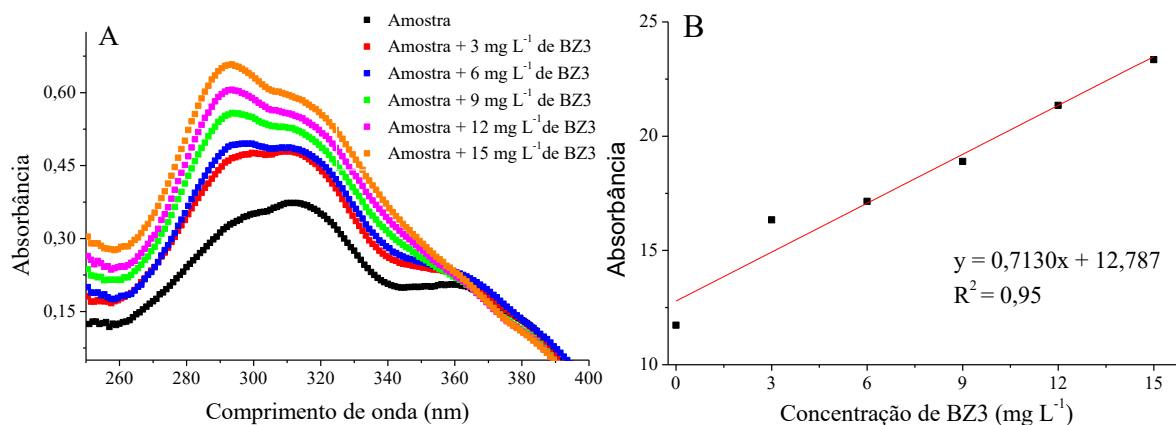 A
Amostra
Amostra + 3 mg L⁻¹ de BZ3
Amostra + 6 mg L⁻¹ de BZ3
Amostra + 9 mg L⁻¹ de BZ3
Amostra + 12 mg L⁻¹ de BZ3
Amostra + 15 mg L⁻¹ de BZ3
0,60
0,45
0,30
0,15
Absorbância
260 280 300 320 340 360 380 400
Comprimento de onda (nm)
B
25
20
15
10
Absorbância
y = 0,7130x + 12,787
R² = 0,95
0 3 6 9 12 15
Concentração de BZ3 (mg L⁻¹)